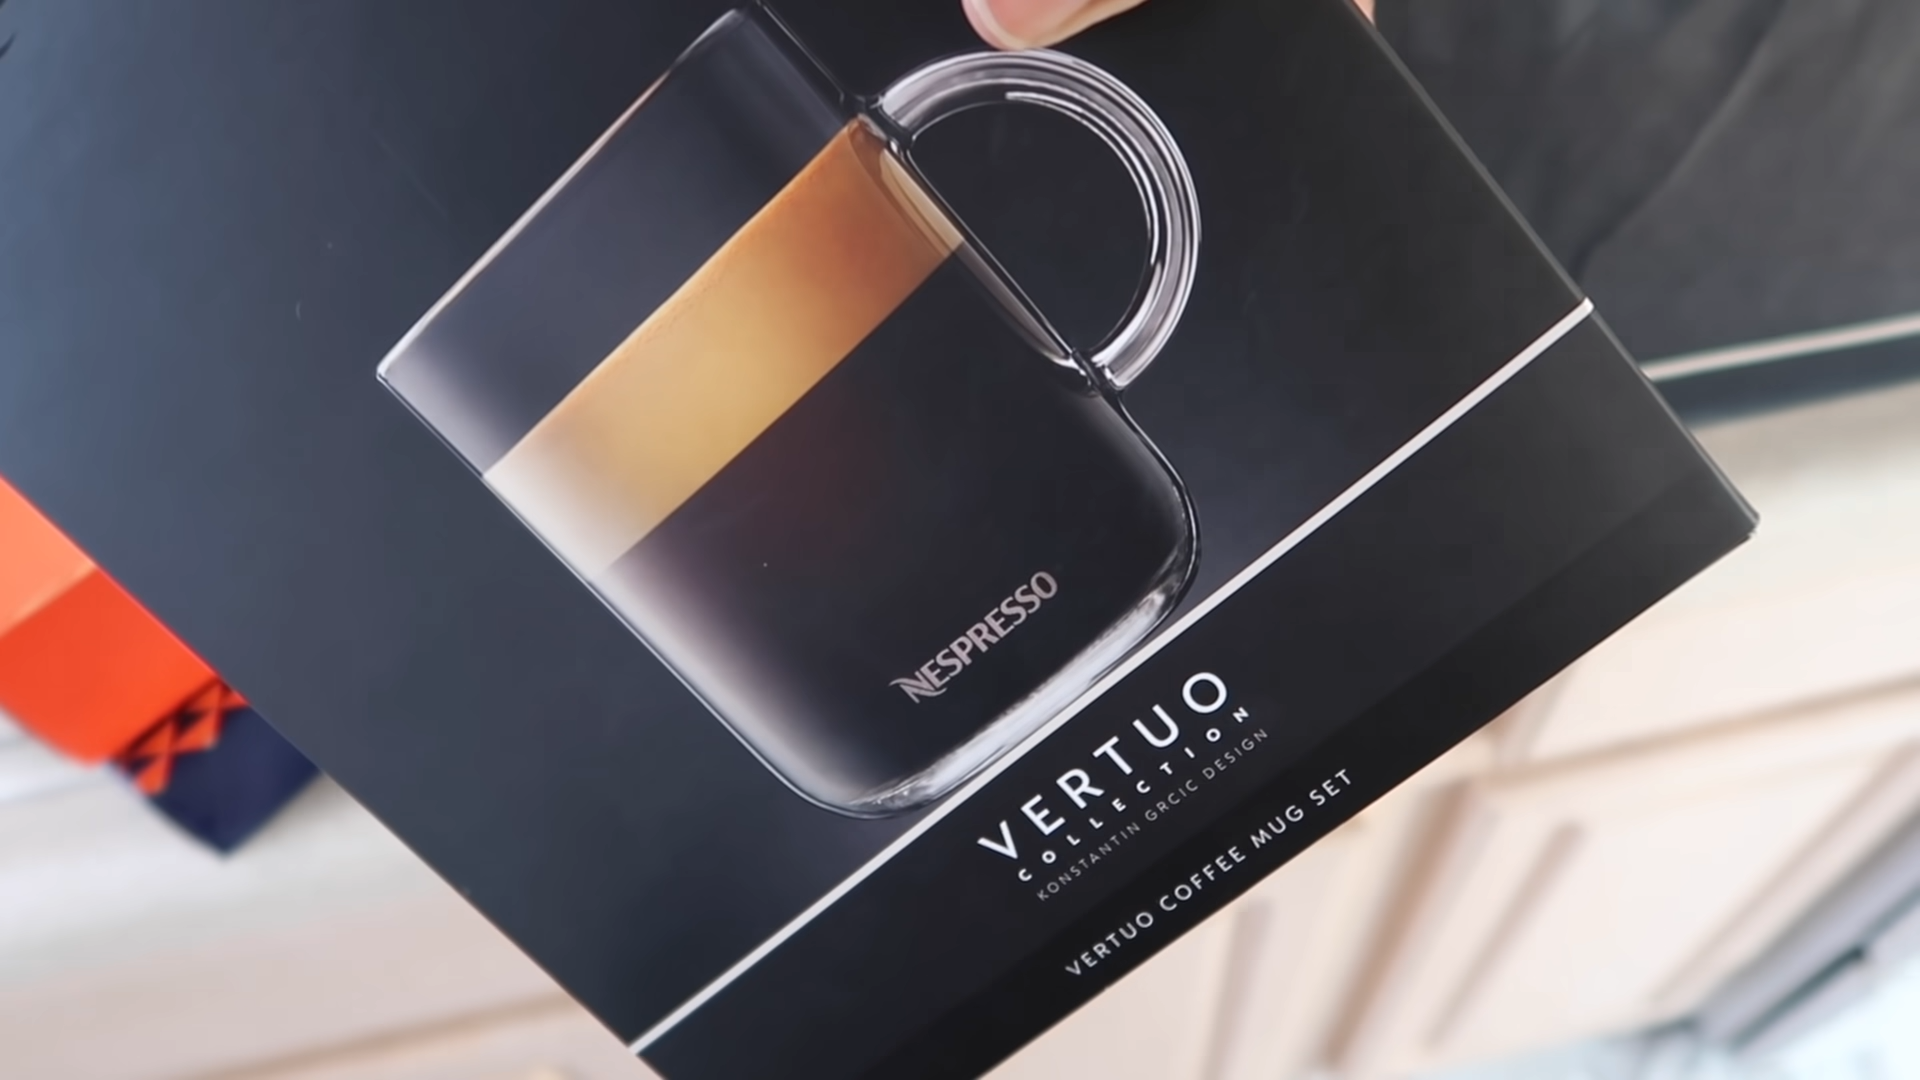 NESPRESSO
VERTUO
COLLECTION
KONSTANTIN GRCIC DESIGN
VERTUO COFFEE MUG SET